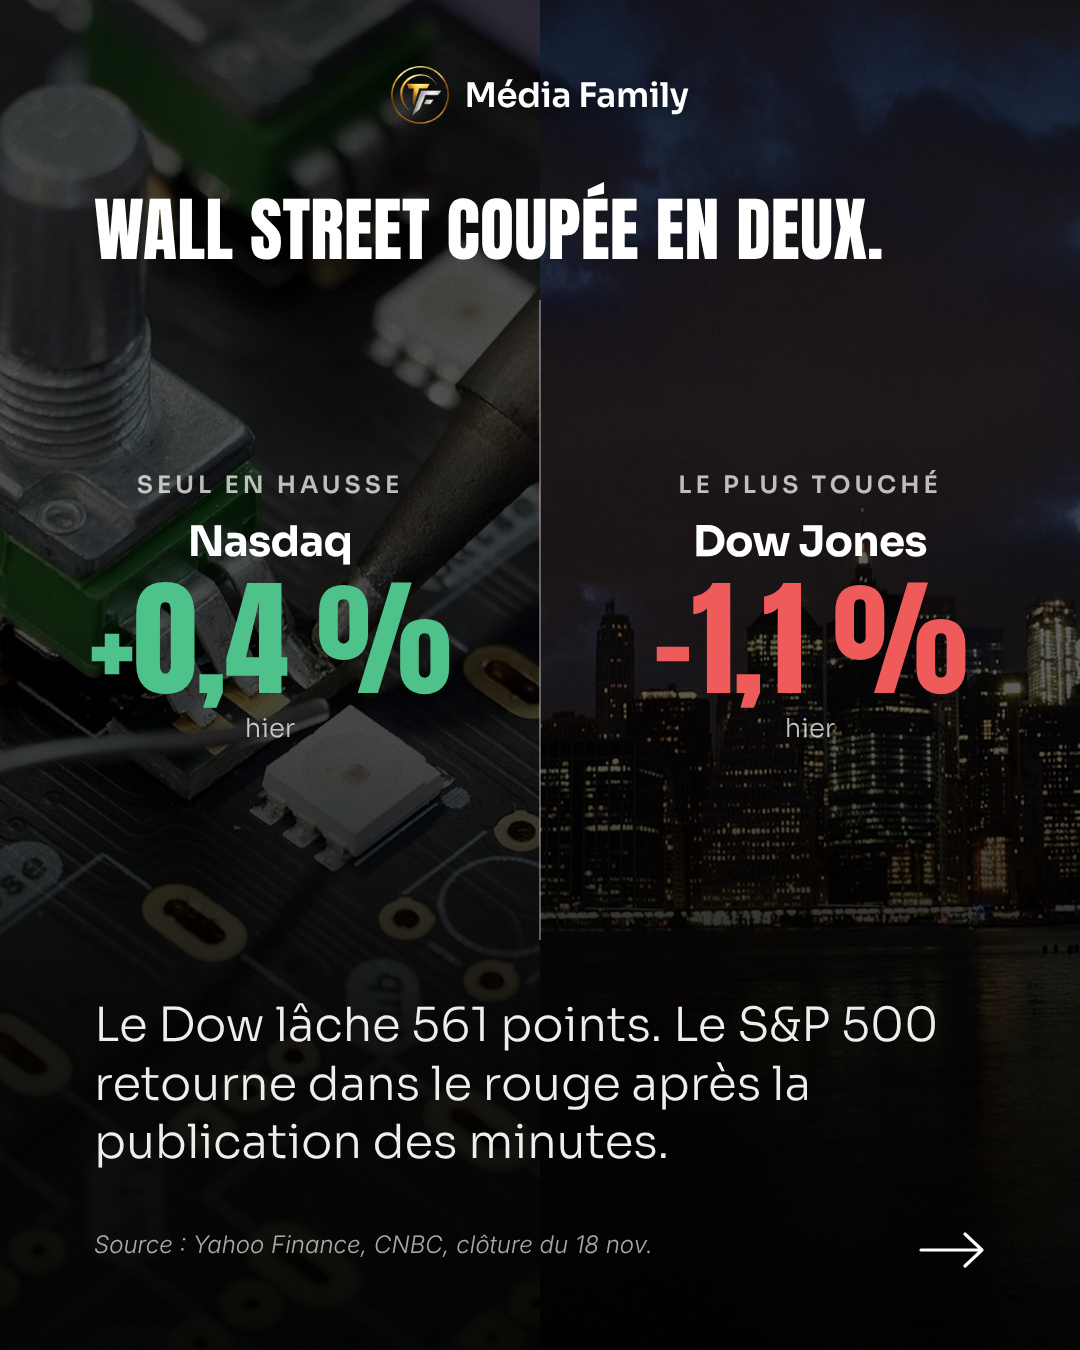 TF Média Family
WALL STREET COUPÉE EN DEUX.
SEUL EN HAUSSE
Nasdaq
+0,4 %
hier
LE PLUS TOUCHÉ
Dow Jones
-1,1 %
hier
Le Dow lâche 561 points. Le S&P 500
retourne dans le rouge après la
publication des minutes.
Source : Yahoo Finance, CNBC, clôture du 18 nov.